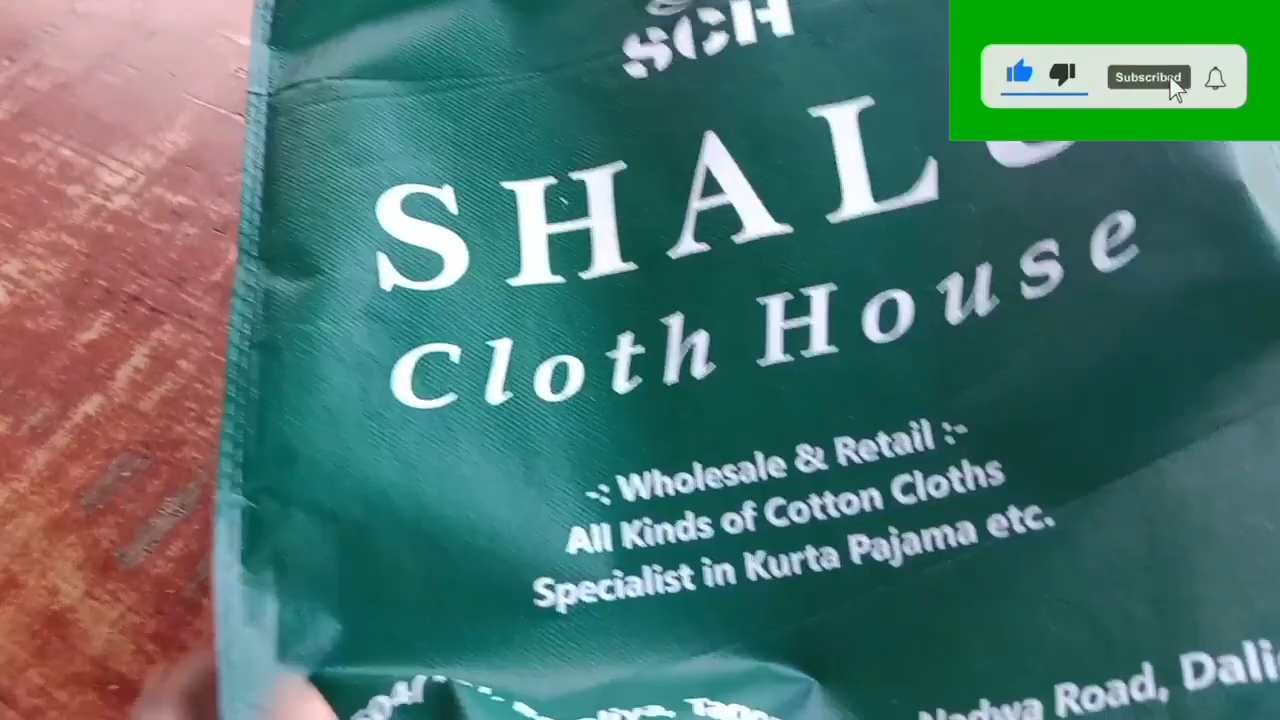 SCH
Subscribed
SHAL
Cloth House
-: Wholesale & Retail :-
All Kinds of Cotton Cloths
Specialist in Kurta Pajama etc.
Nadwa Road, Dali